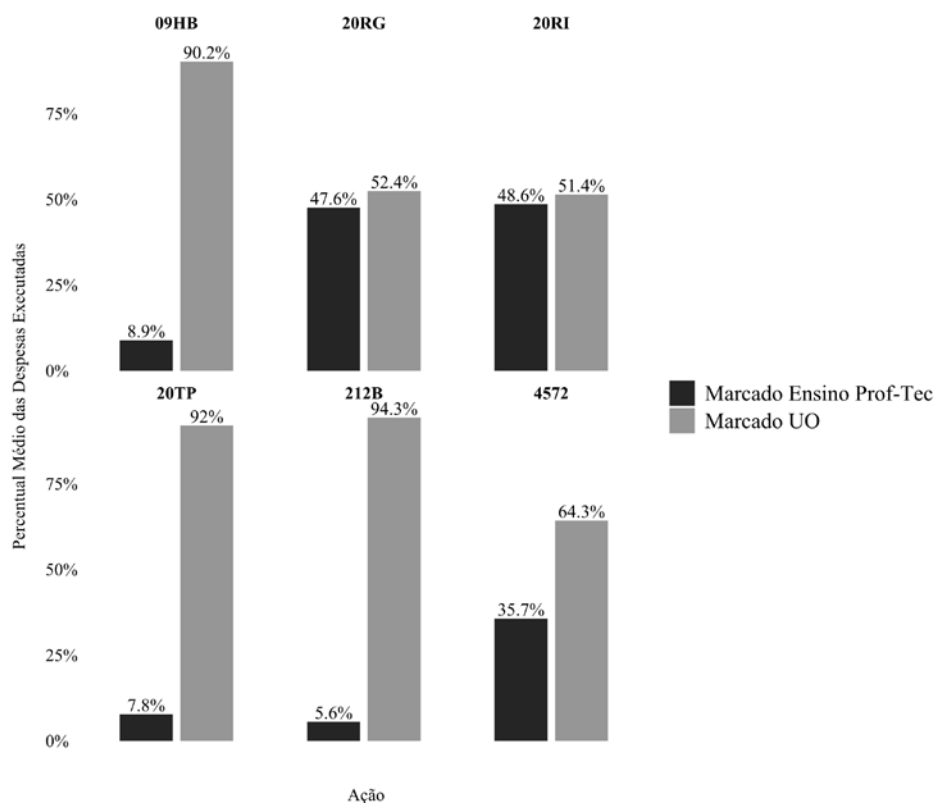 09HB 20RG 20RI
90.2%
75%
52.4% 51.4%
47.6% 48.6%
50%
25%
8.9%
0%
20TP 212B 4572
92% 94.3%
75%
64.3%
50%
35.7%
25%
7.8% 5.6%
0%
Percentual Médio das Despesas Executadas
Ação
Marcado Ensino Prof-Tec
Marcado UO